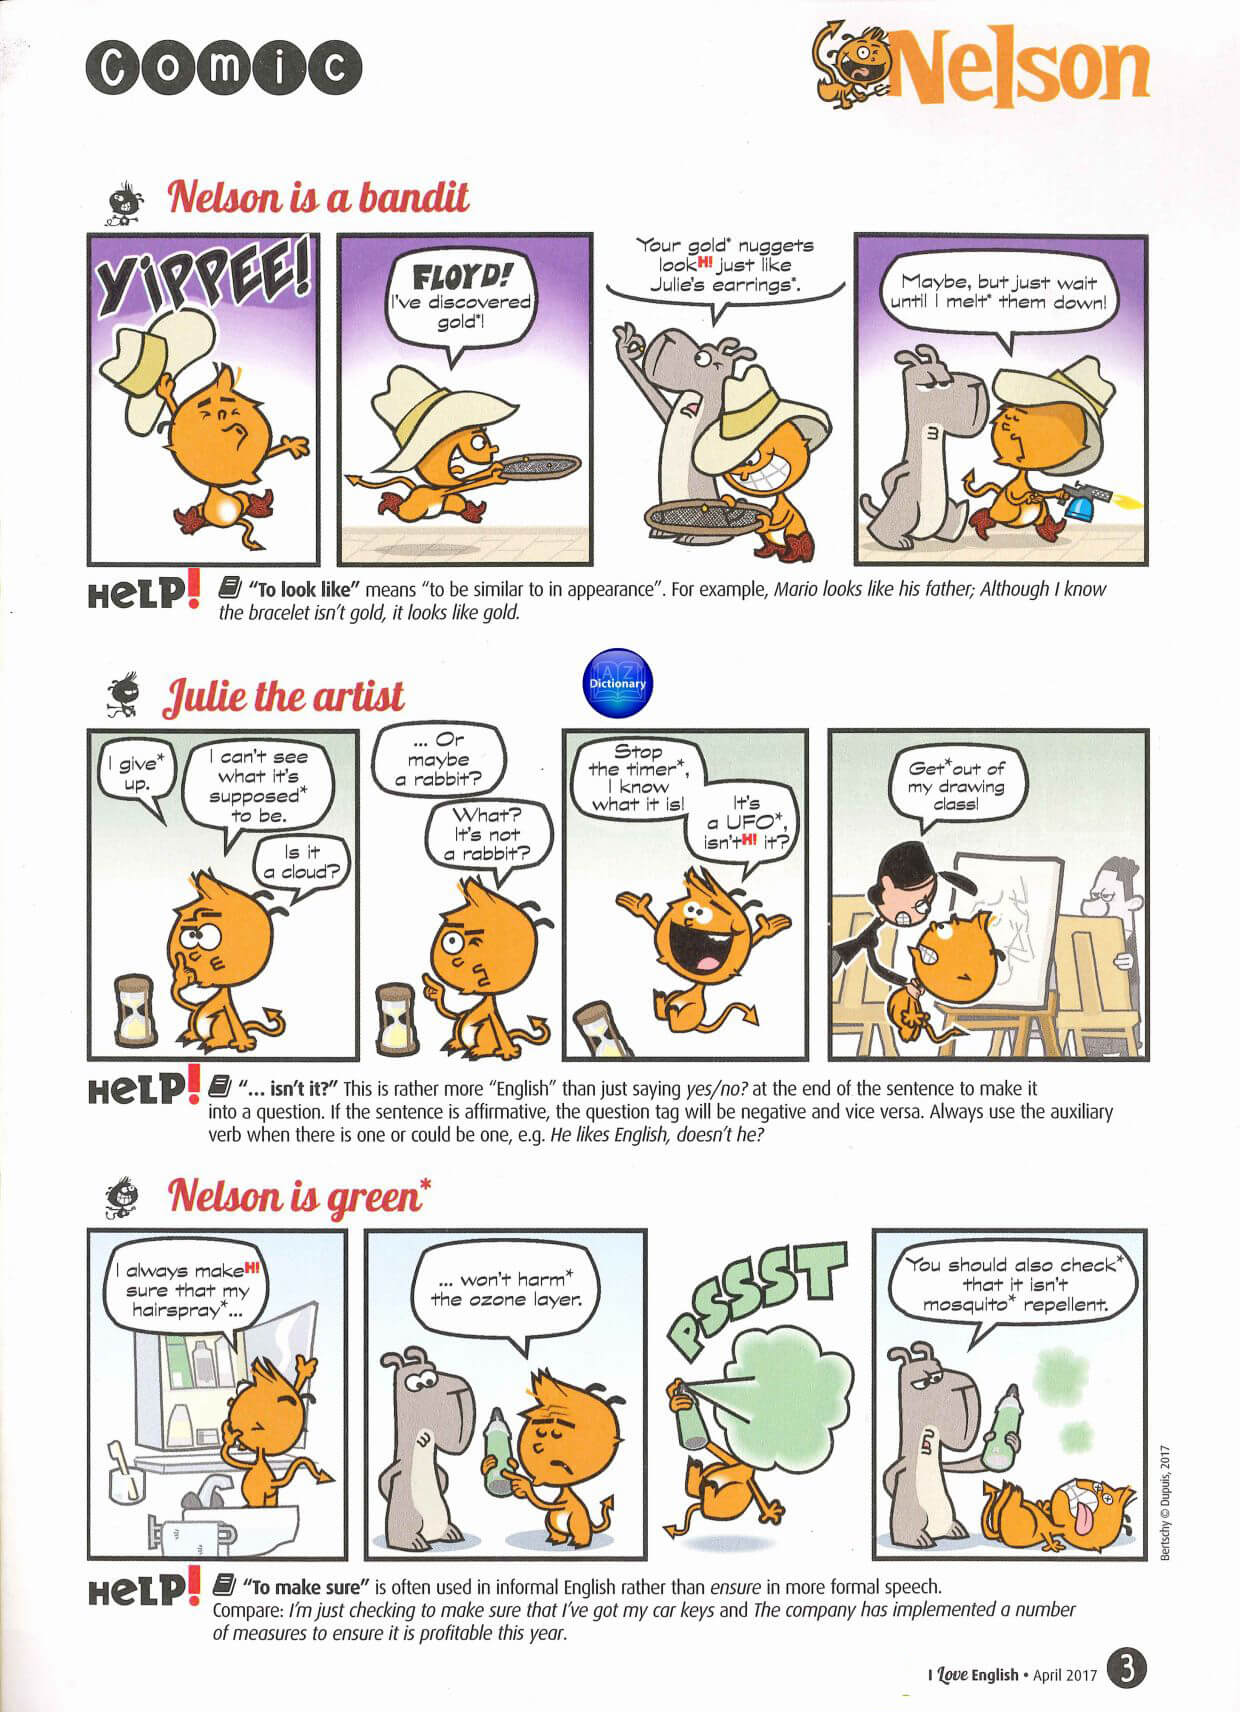 Comic
Nelson
Nelson is a bandit
YiPPEE!
FLOYD!
I've discovered
gold*!
Your gold* nuggets
lookH! just like
Julie's earrings*.
Maybe, but just wait
until I melt* them down!
HELP! "To look like" means "to be similar to in appearance". For example, Mario looks like his father; Although I know
the bracelet isn't gold, it looks like gold.
Julie the artist
A Z
Dictionary
I give*
up.
I can't see
what it's
supposed*
to be.
Is it
a cloud?
... Or
maybe
a rabbit?
What?
It's not
a rabbit?
Stop
the timer*,
I know
what it is!
It's
a UFO*,
isn'tH! it?
Get*out of
my drawing
class!
HELP! "... isn't it?" This is rather more "English" than just saying yes/no? at the end of the sentence to make it
into a question. If the sentence is affirmative, the question tag will be negative and vice versa. Always use the auxiliary
verb when there is one or could be one, e.g. He likes English, doesn't he?
Nelson is green*
I always makeH!
sure that my
hairspray*...
... won't harm*
the ozone layer.
PSSSST
You should also check*
that it isn't
mosquito* repellent.
Bertschy © Dupuis, 2017
HELP! "To make sure" is often used in informal English rather than ensure in more formal speech.
Compare: I'm just checking to make sure that I've got my car keys and The company has implemented a number
of measures to ensure it is profitable this year.
I Love English • April 2017 3